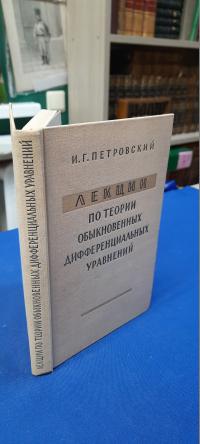 И.Г.ПЕТРОВСКИЙ
ЛЕКЦИИ
ПО ТЕОРИИ
ОБЫКНОВЕННЫХ
ДИФФЕРЕНЦИАЛЬНЫХ
УРАВНЕНИЙ
ЛЕКЦИИ ПО ТЕОРИИ ОБЫКНОВЕННЫХ ДИФФЕРЕНЦИАЛЬНЫХ УРАВНЕНИЙ